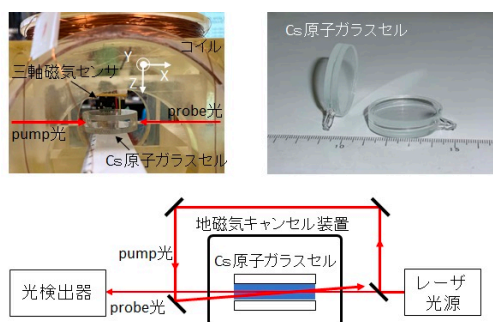 コイル
三軸磁気センサ
Y
X
Z
pump光
probe光
Cs原子ガラスセル
Cs原子ガラスセル
地磁気キャンセル装置
pump光
Cs原子ガラスセル
光検出器
probe光
レーザ
光源